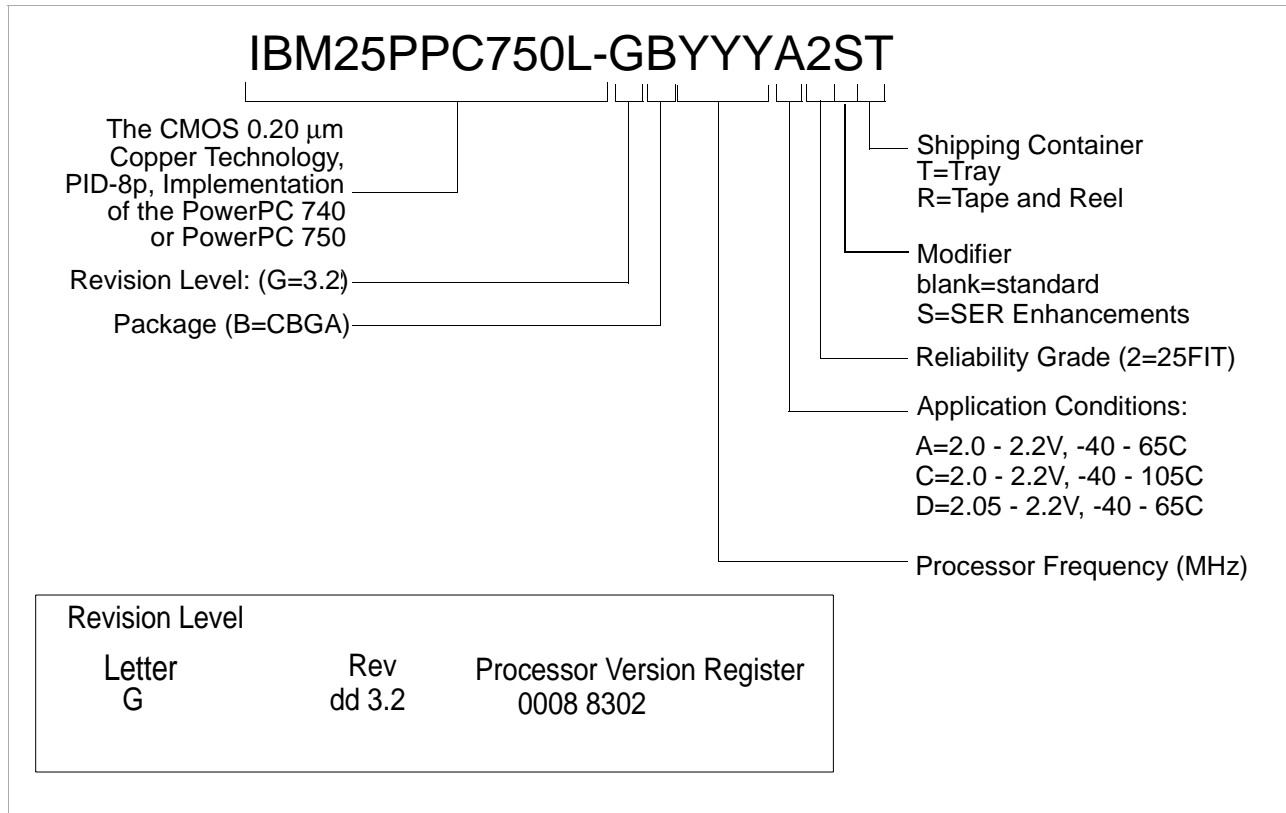 IBM25PPC750L-GBYYYA2ST
The CMOS 0.20 μm
Copper Technology,
PID-8p, Implementation
of the PowerPC 740
or PowerPC 750
Revision Level: (G=3.2)
Package (B=CBGA)
Shipping Container
T=Tray
R=Tape and Reel
Modifier
blank=standard
S=SER Enhancements
Reliability Grade (2=25FIT)
Application Conditions:
A=2.0 - 2.2V, -40 - 65C
C=2.0 - 2.2V, -40 - 105C
D=2.05 - 2.2V, -40 - 65C
Processor Frequency (MHz)
Revision Level
Letter Rev Processor Version Register
G dd 3.2 0008 8302